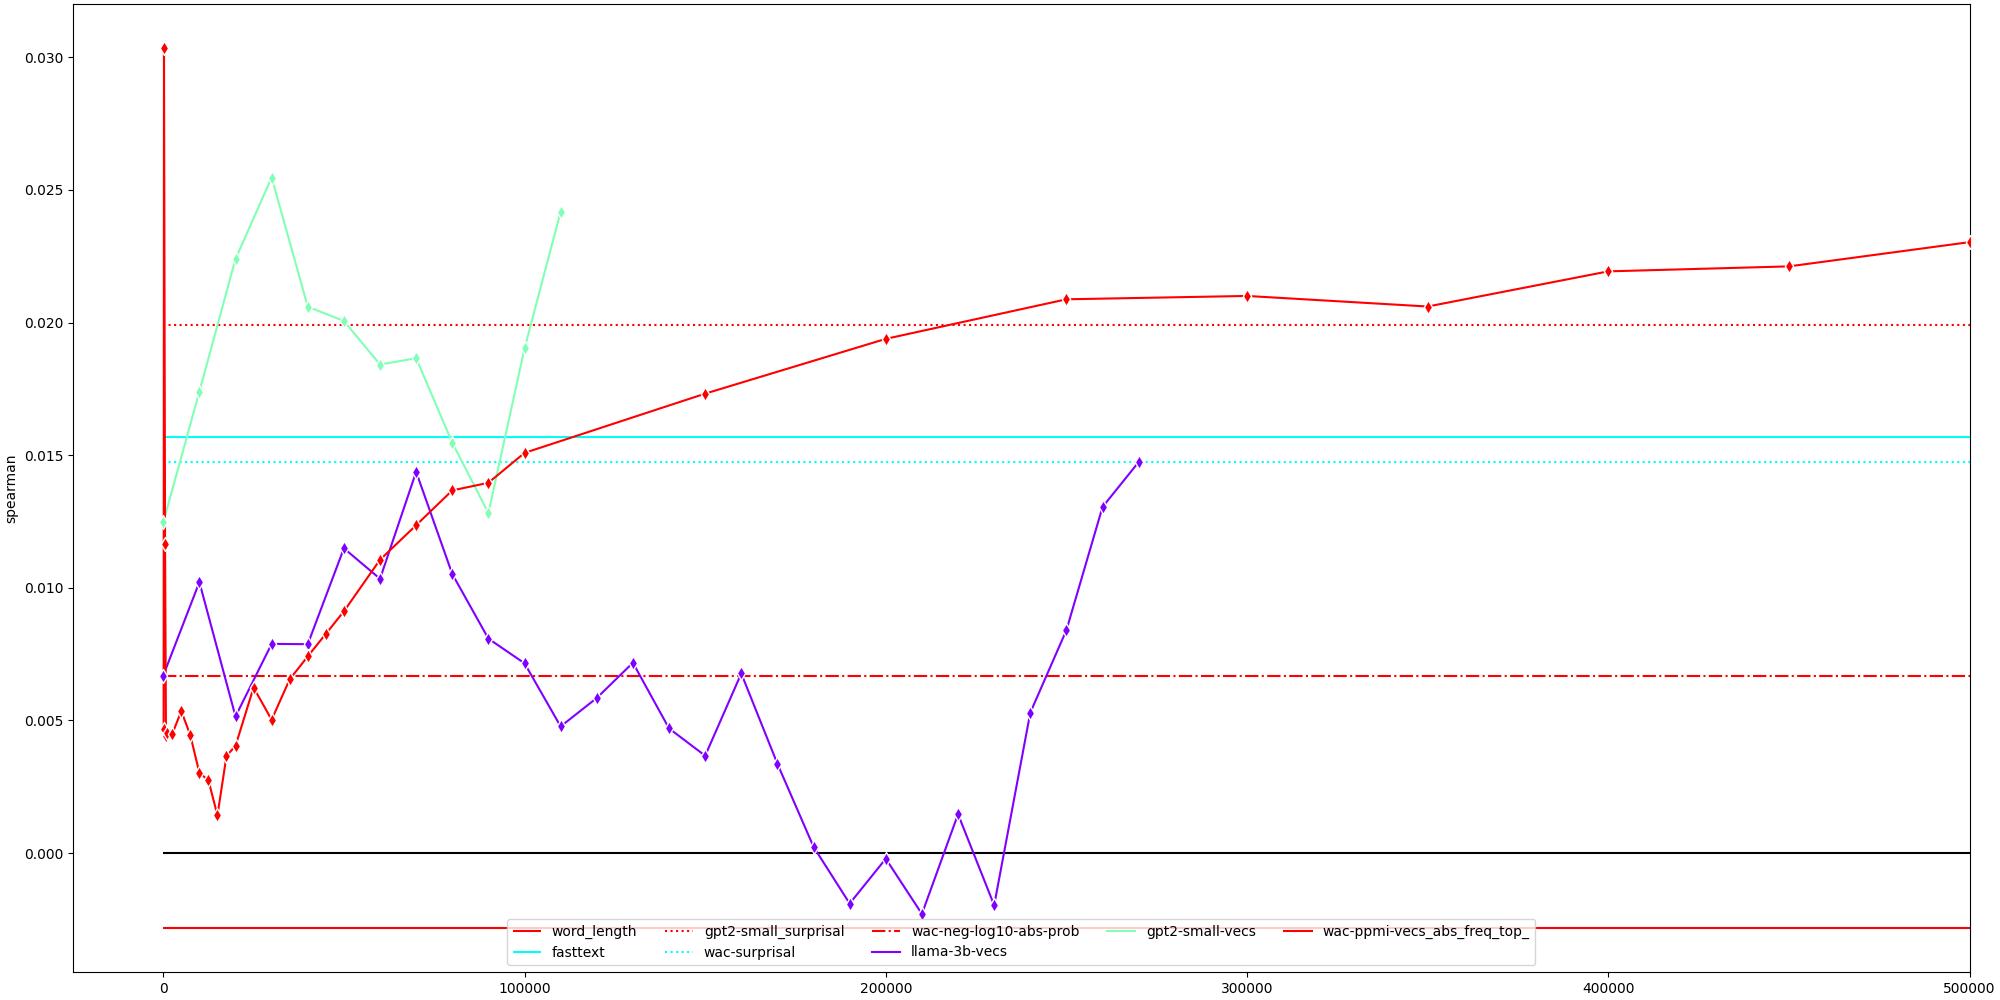 0.030
0.025
0.020
0.015
0.010
0.005
0.000
spearman
word_length gpt2-small_surprisal wac-neg-log10-abs-prob gpt2-small-vecs wac-ppmi-vecs_abs_freq_top_
fasttext wac-surprisal llama-3b-vecs
0 100000 200000 300000 400000 500000